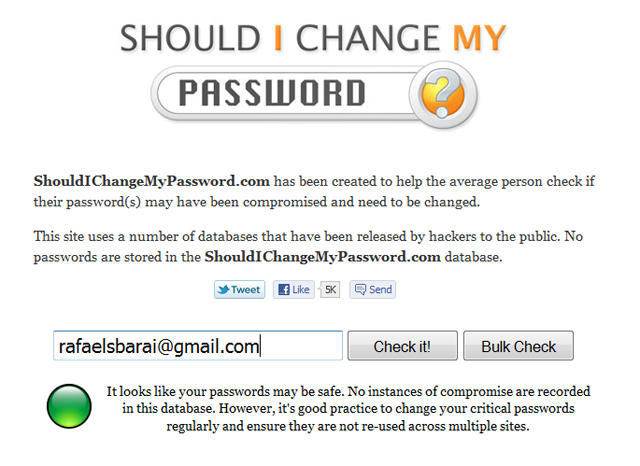 SHOULD I CHANGE MY
PASSWORD ?
ShouldIChangeMyPassword.com has been created to help the average person check if
their password(s) may have been compromised and need to be changed.
This site uses a number of databases that have been released by hackers to the public. No
passwords are stored in the ShouldIChangeMyPassword.com database.
Tweet Like 5K Send
rafaelsbarai@gmail.com Check it! Bulk Check
It looks like your passwords may be safe. No instances of compromise are recorded
in this database. However, it's good practice to change your critical passwords
regularly and ensure they are not re-used across multiple sites.